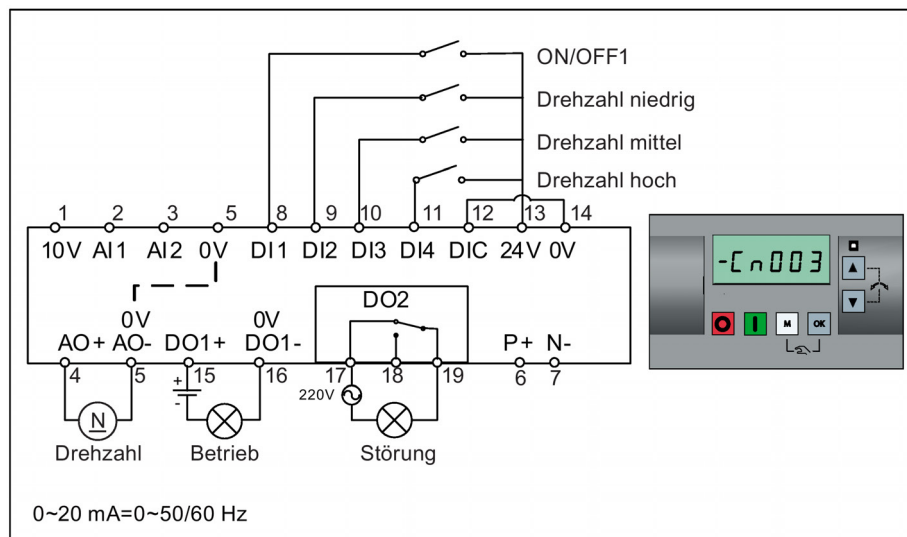 ON/OFF1
Drehzahl niedrig
Drehzahl mittel
Drehzahl hoch
1 2 3 5 8 9 10 11 12 13 14
10V AI1 AI2 0V DI1 DI2 DI3 DI4 DIC 24V 0V
-Cn003
M OK
DO2
0V 0V
AO+ AO- DO1+ DO1- P+ N-
4 5 15 16 17 18 19 6 7
+
-
220V
N
Drehzahl Betrieb Störung
0~20 mA=0~50/60 Hz